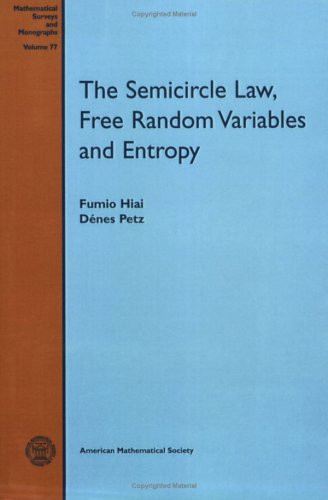 Mathematical
Surveys
and
Monographs
Volume 77
The Semicircle Law,
Free Random Variables
and Entropy
Fumio Hiai
Dénes Petz
American Mathematical Society